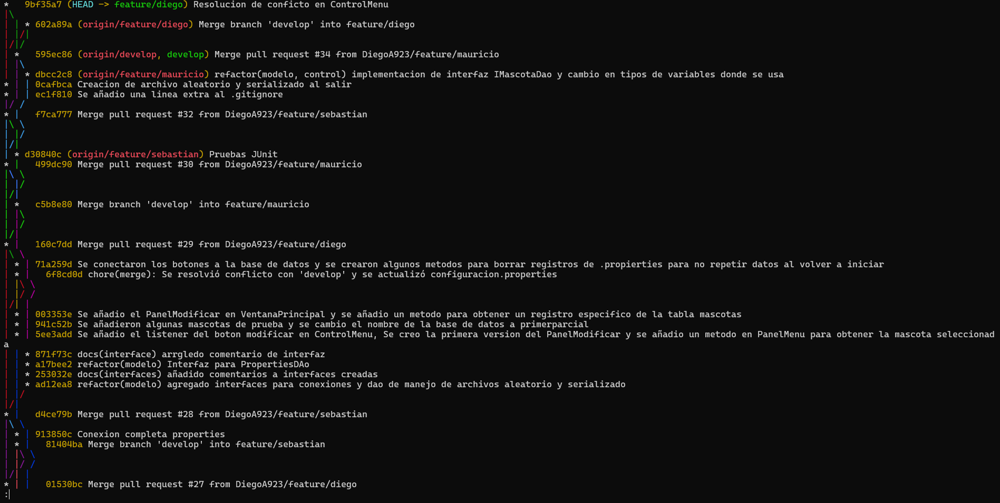 *   9bf35a7 (HEAD -> feature/diego) Resolucion de conficto en ControlMenu
|\
| | * 602a89a (origin/feature/diego) Merge branch 'develop' into feature/diego
| |/|
|/|/
| *   595ec86 (origin/develop, develop) Merge pull request #34 from DiegoA923/feature/mauricio
| |\
| | * dbcc2c8 (origin/feature/mauricio) refactor(modelo, control) implementacion de interfaz IMascotaDao y cambio en tipos de variables donde se usa
* | | 0cafbca Creacion de archivo aleatorio y serializado al salir
* | | ec1f810 Se añadio una linea extra al .gitignore
|/ /
* |   f7ca777 Merge pull request #32 from DiegoA923/feature/sebastian
|\ \
| |/
|/|
| * d30840c (origin/feature/sebastian) Pruebas JUnit
* |   499dc90 Merge pull request #30 from DiegoA923/feature/mauricio
|\ \
| |/
|/|
| *   c5b8e80 Merge branch 'develop' into feature/mauricio
| |\
| |/
|/|
* |   160c7dd Merge pull request #29 from DiegoA923/feature/diego
|\ \
| * | 71a259d Se conectaron los botones a la base de datos y se crearon algunos metodos para borrar registros de .propierties para no repetir datos al volver a iniciar
| * |   6f8cd0d chore(merge): Se resolvió conflicto con 'develop' y se actualizó configuracion.properties
| |\ \
| |/ /
|/| |
| * | 003353e Se añadio el PanelModificar en VentanaPrincipal y se añadio un metodo para obtener un registro especifico de la tabla mascotas
| * | 941c52b Se añadieron algunas mascotas de prueba y se cambio el nombre de la base de datos a primerparcial
| * | 5ee3add Se añadio el listener del boton modificar en ControlMenu, Se creo la primera version del PanelModificar y se añadio un metodo en PanelMenu para obtener la mascota seleccionad
a
| | * 871f73c docs(interface) arrgledo comentario de interfaz
| | * a17bee2 refactor(modelo) Interfaz para PropertiesDAo
| | * 253032e docs(interfaces) añadido comentarios a interfaces creadas
| | * ad12ea8 refactor(modelo) agregado interfaces para conexiones y dao de manejo de archivos aleatorio y serializado
| |/
|/|
* |   d4ce79b Merge pull request #28 from DiegoA923/feature/sebastian
|\ \
| * | 913850c Conexion completa properties
| * |   81404ba Merge branch 'develop' into feature/sebastian
| |\ \
| |/ /
|/| |
* | |   01530bc Merge pull request #27 from DiegoA923/feature/diego
: